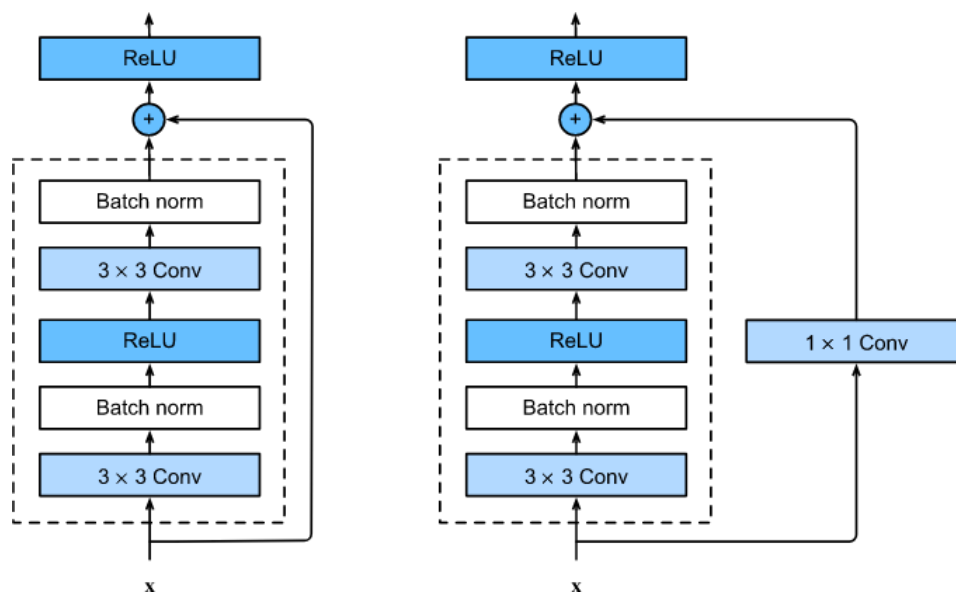 ReLU
+
Batch norm
3 × 3 Conv
ReLU
Batch norm
3 × 3 Conv
x
ReLU
+
Batch norm
3 × 3 Conv
ReLU
1 × 1 Conv
Batch norm
3 × 3 Conv
x